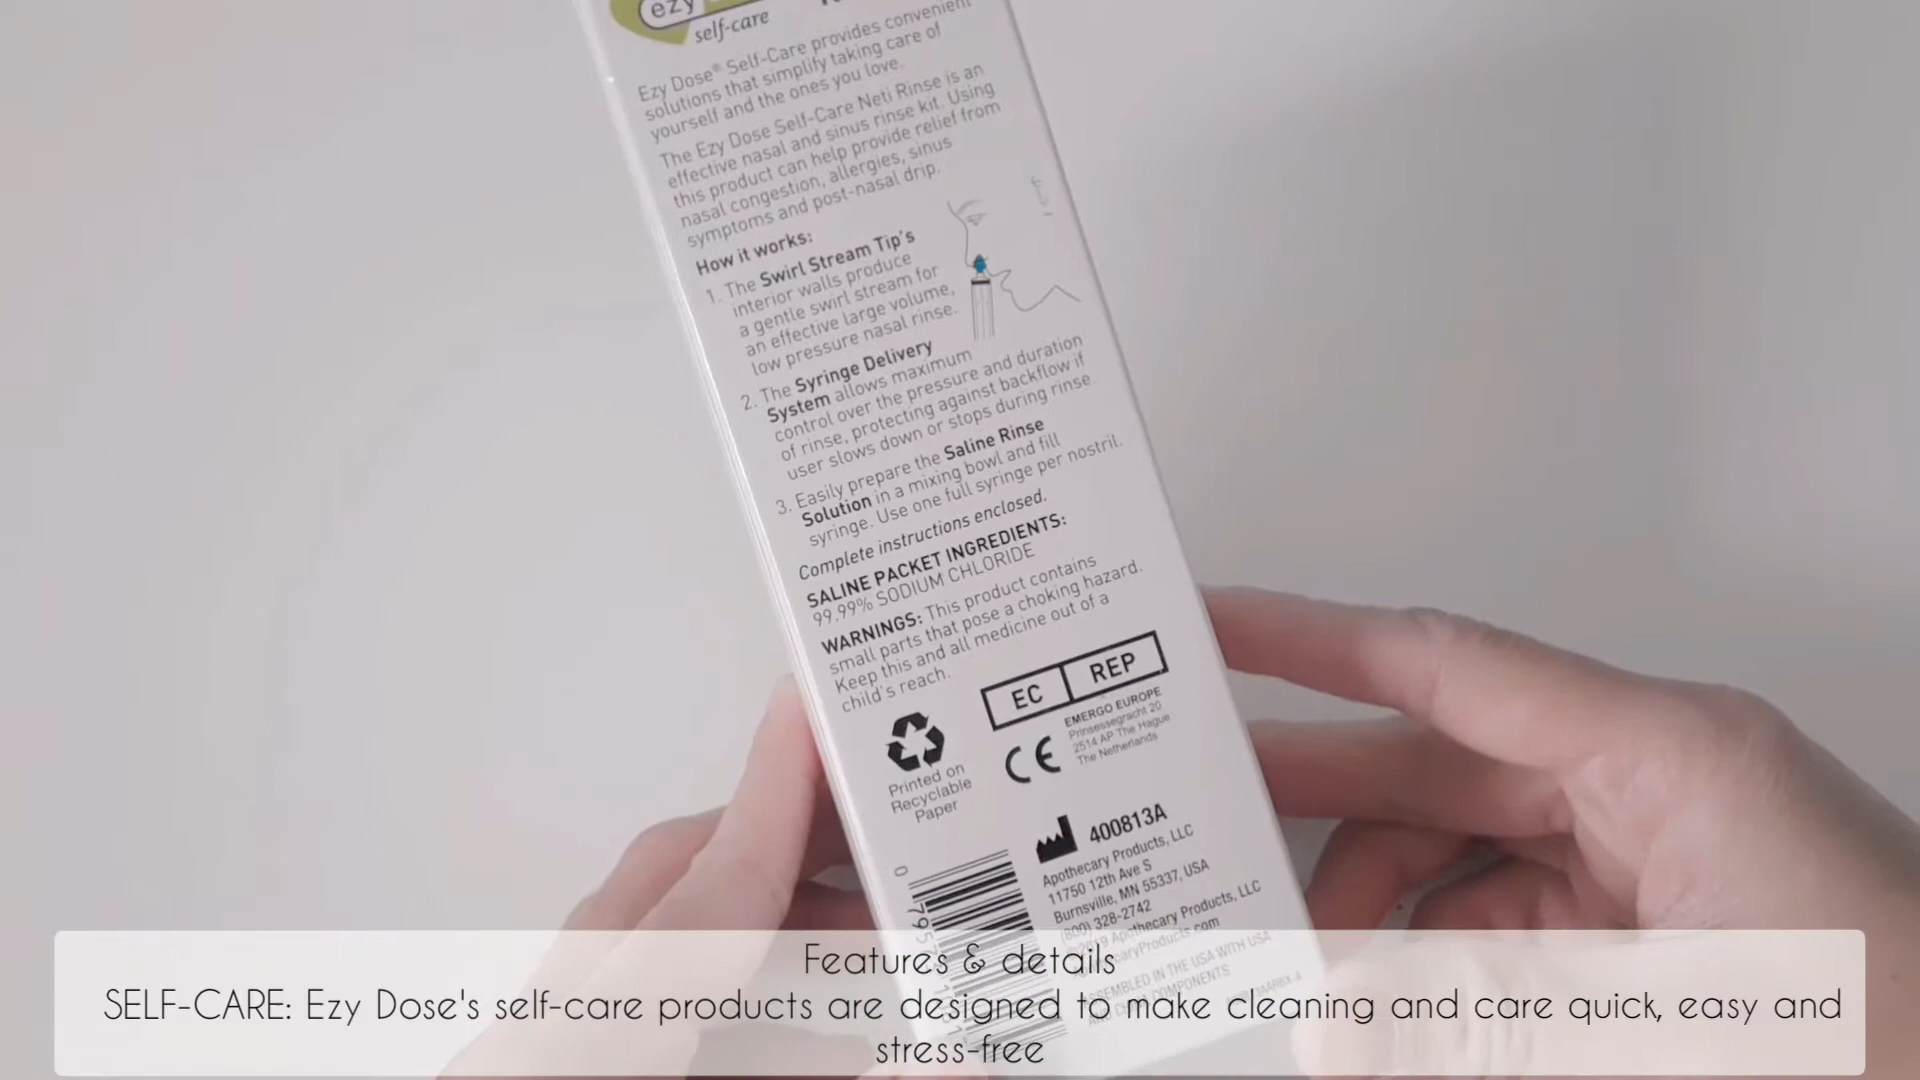 ezy
self-care
Ezy Dose® Self-Care provides convenient
solutions that simplify taking care of
yourself and the ones you love.
The Ezy Dose Self-Care Neti Rinse is an
effective nasal and sinus rinse kit. Using
this product can help provide relief from
nasal congestion, allergies, sinus
symptoms and post-nasal drip.
How it works:
1. The Swirl Stream Tip's
interior walls produce
a gentle swirl stream for
an effective large volume,
low pressure nasal rinse.
2. The Syringe Delivery
System allows maximum
control over the pressure and duration
of rinse, protecting against backflow if
user slows down or stops during rinse.
3. Easily prepare the Saline Rinse
Solution in a mixing bowl and fill
syringe. Use one full syringe per nostril.
Complete instructions enclosed.
SALINE PACKET INGREDIENTS:
99.99% SODIUM CHLORIDE
WARNINGS: This product contains
small parts that pose a choking hazard.
Keep this and all medicine out of a
child's reach.
EC REP
EMERGO EUROPE
Prinsessegracht 20
2514 AP The Hague
The Netherlands
CE
Printed on
Recyclable
Paper
400813A
Apothecary Products, LLC
11750 12th Ave S
Burnsville, MN 55337, USA
(800) 328-2742
©2019 Apothecary Products, LLC
ApothecaryProducts.com
ASSEMBLED IN THE USA WITH USA
AND CHINA COMPONENTS
0
Features & details
SELF-CARE: Ezy Dose's self-care products are designed to make cleaning and care quick, easy and
stress-free